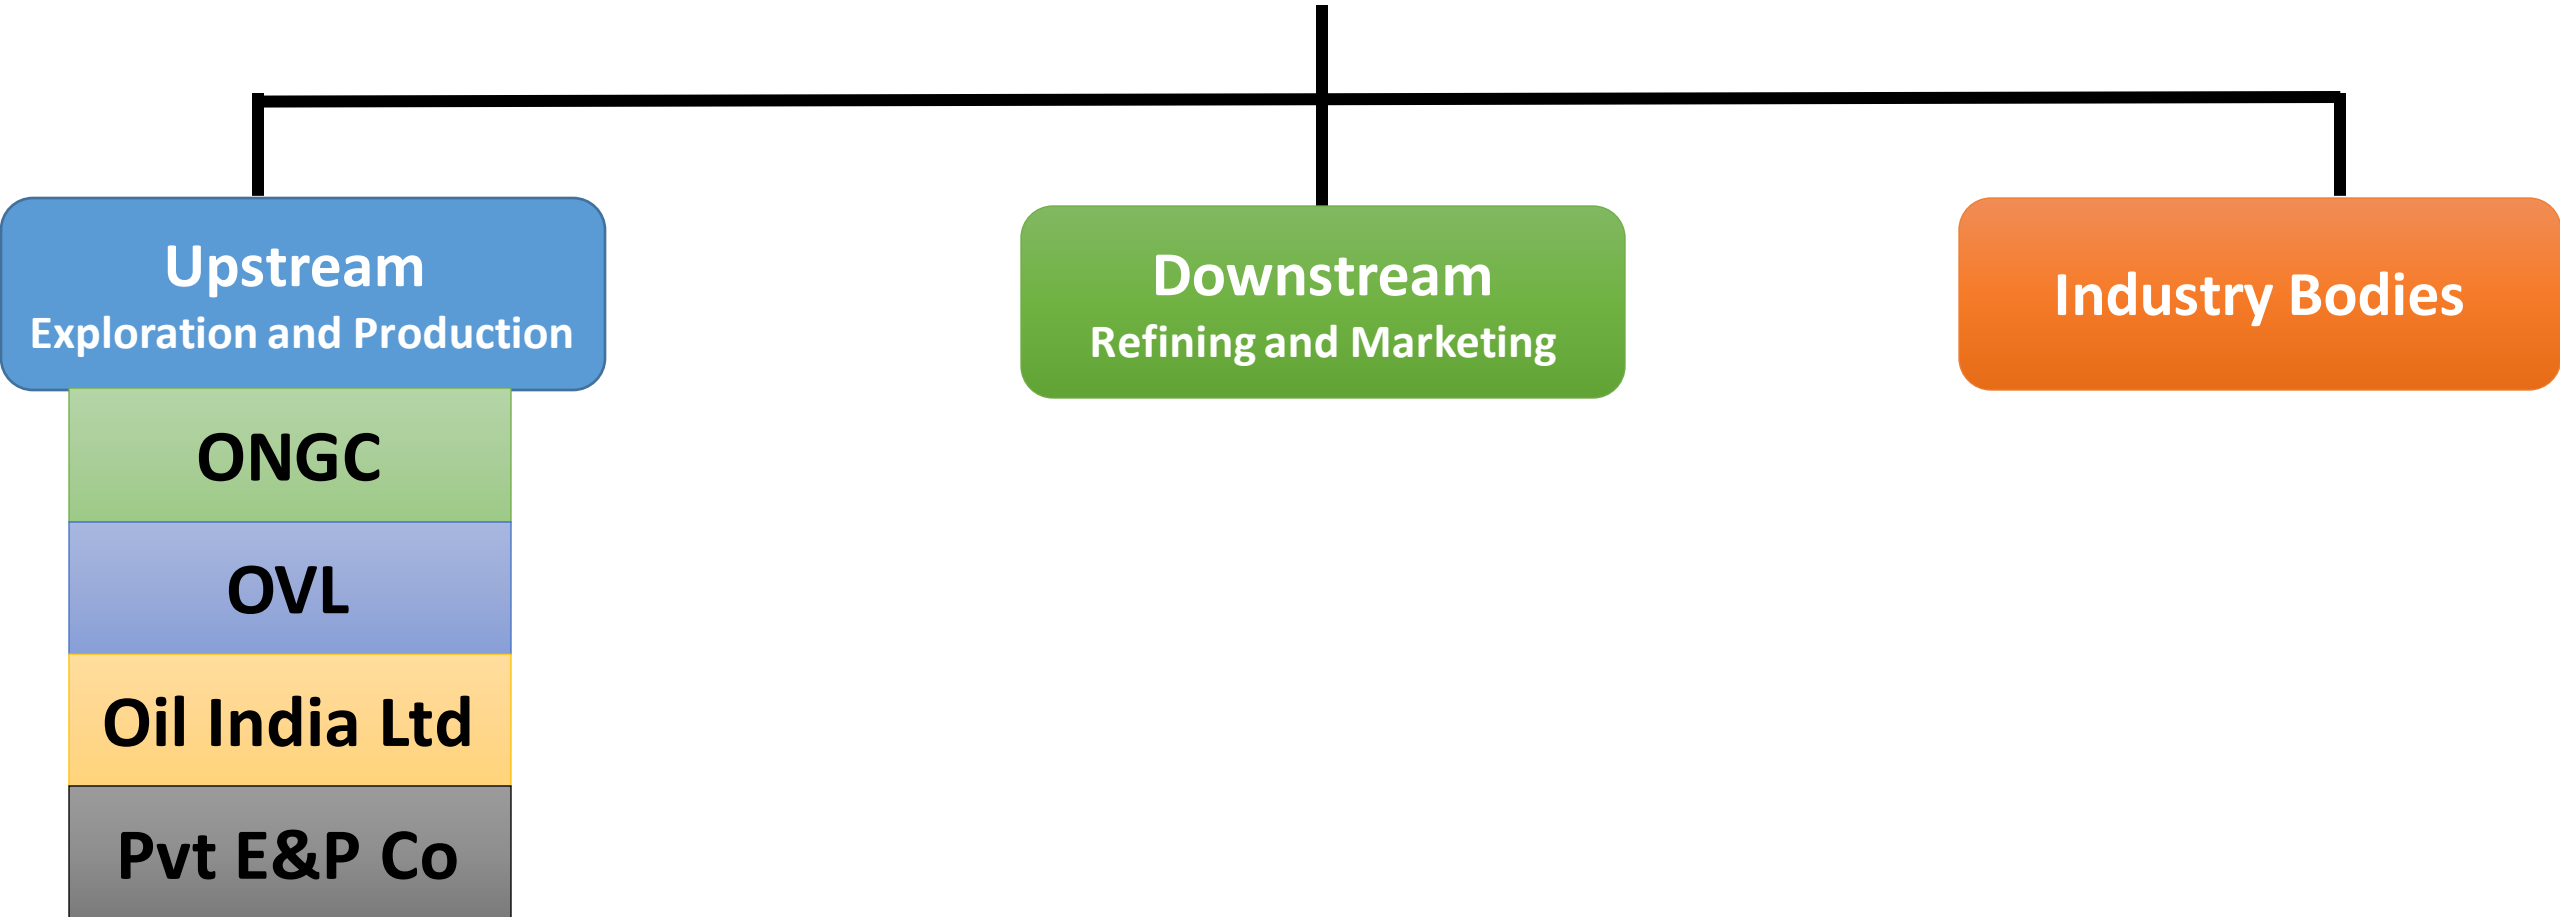 Upstream
Exploration and Production
ONGC
OVL
Oil India Ltd
Pvt E&P Co
Downstream
Refining and Marketing
Industry Bodies